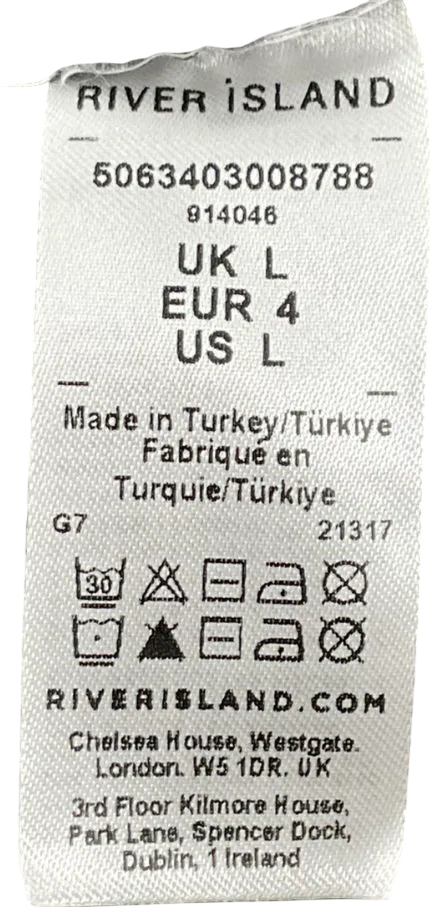 RIVER iSLAND
5063403008788
914046
UK L
EUR 4
US L
Made in Turkey/Türkiye
Fabriqué en
Turquie/Türkiye
G7 21317
30
RIVERISLAND.COM
Chelsea House, Westgate.
London. W5 1DR. UK
3rd Floor Kilmore House,
Park Lane, Spencer Dock,
Dublin, 1 Ireland